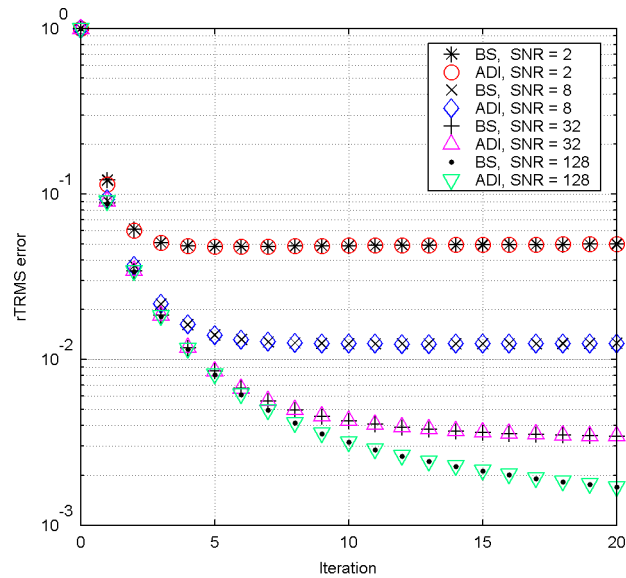 10^0
BS, SNR = 2
ADI, SNR = 2
BS, SNR = 8
ADI, SNR = 8
BS, SNR = 32
ADI, SNR = 32
BS, SNR = 128
ADI, SNR = 128
10^-1
rTRMS error
10^-2
10^-3
0 5 10 15 20
Iteration